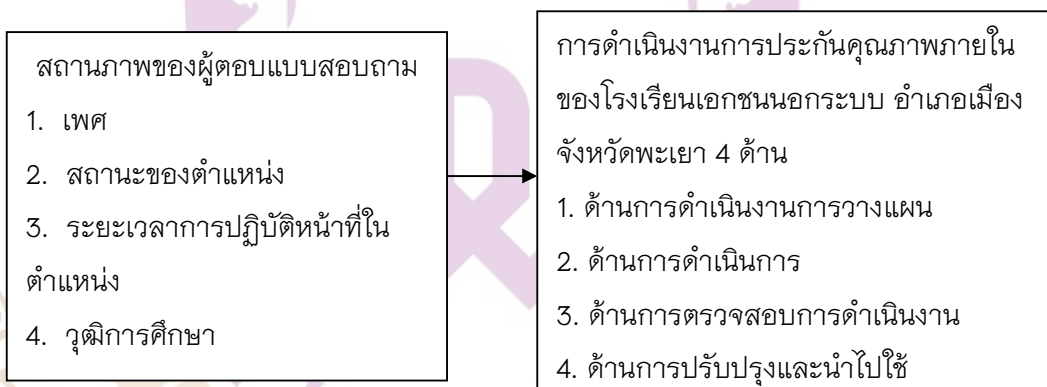 สถานภาพของผู้ตอบแบบสอบถาม
1. เพศ
2. สถานะของตำแหน่ง
3. ระยะเวลาการปฏิบัติหน้าที่ใน
ตำแหน่ง
4. วุฒิการศึกษา
การดำเนินงานการประกันคุณภาพภายใน
ของโรงเรียนเอกชนนอกระบบ อำเภอเมือง
จังหวัดพะเยา 4 ด้าน
1. ด้านการดำเนินงานการวางแผน
2. ด้านการดำเนินการ
3. ด้านการตรวจสอบการดำเนินงาน
4. ด้านการปรับปรุงและนำไปใช้